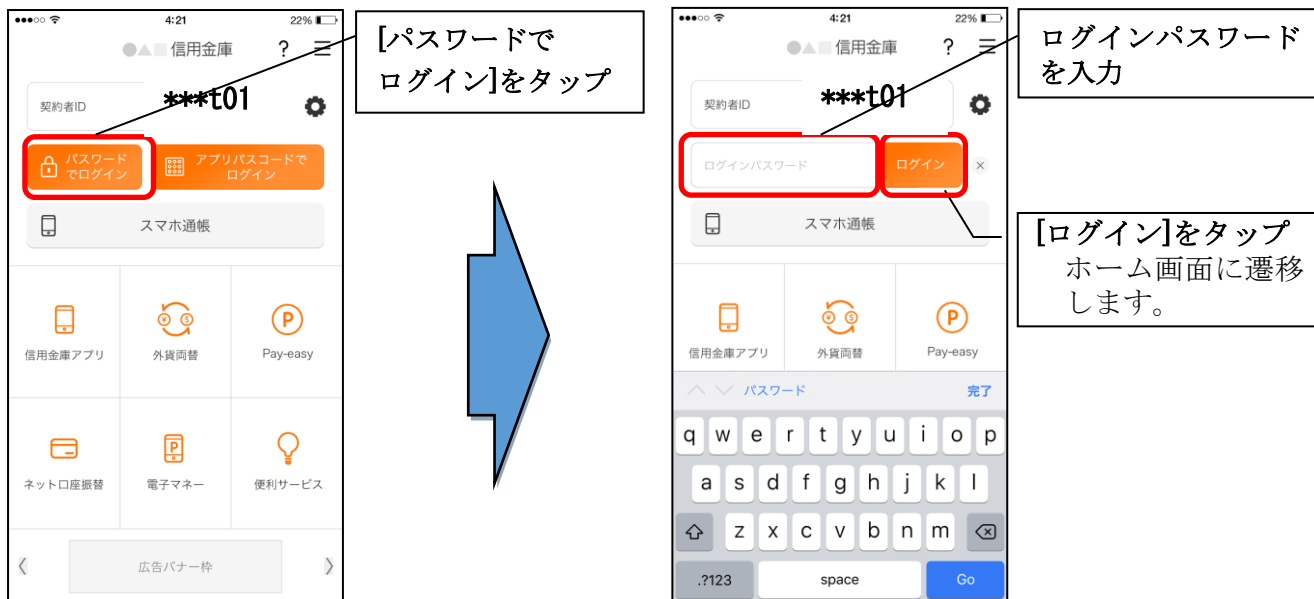 4:21
22%
●▲■信用金庫
?
契約者ID
***t01
パスワード
でログイン
アプリパスコードで
ログイン
スマホ通帳
信用金庫アプリ
外貨両替
Pay-easy
ネット口座振替
電子マネー
便利サービス
広告バナー枠
[パスワードで
ログイン]をタップ
4:21
22%
●▲■信用金庫
?
契約者ID
***t01
ログインパスワード
ログイン
×
スマホ通帳
信用金庫アプリ
外貨両替
Pay-easy
パスワード
完了
q w e r t y u i o p
a s d f g h j k l
z x c v b n m
.?123
space
Go
ログインパスワード
を入力
[ログイン]をタップ
ホーム画面に遷移
します。